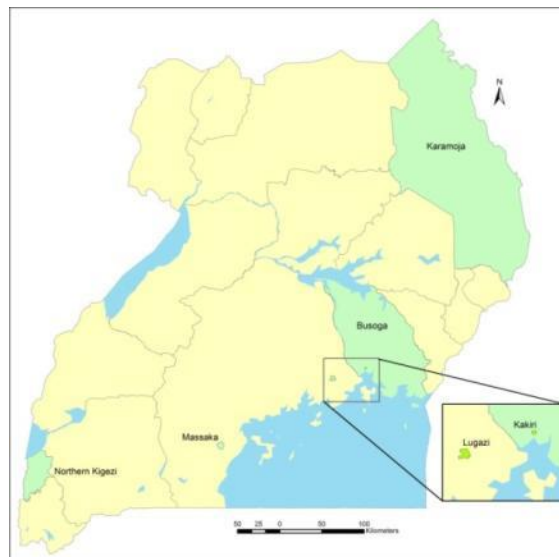 N
Karamoja
Busoga
Kakiri
Lugazi
Massaka
Northern Kigezi
50 25 0 50 100
Kilometers